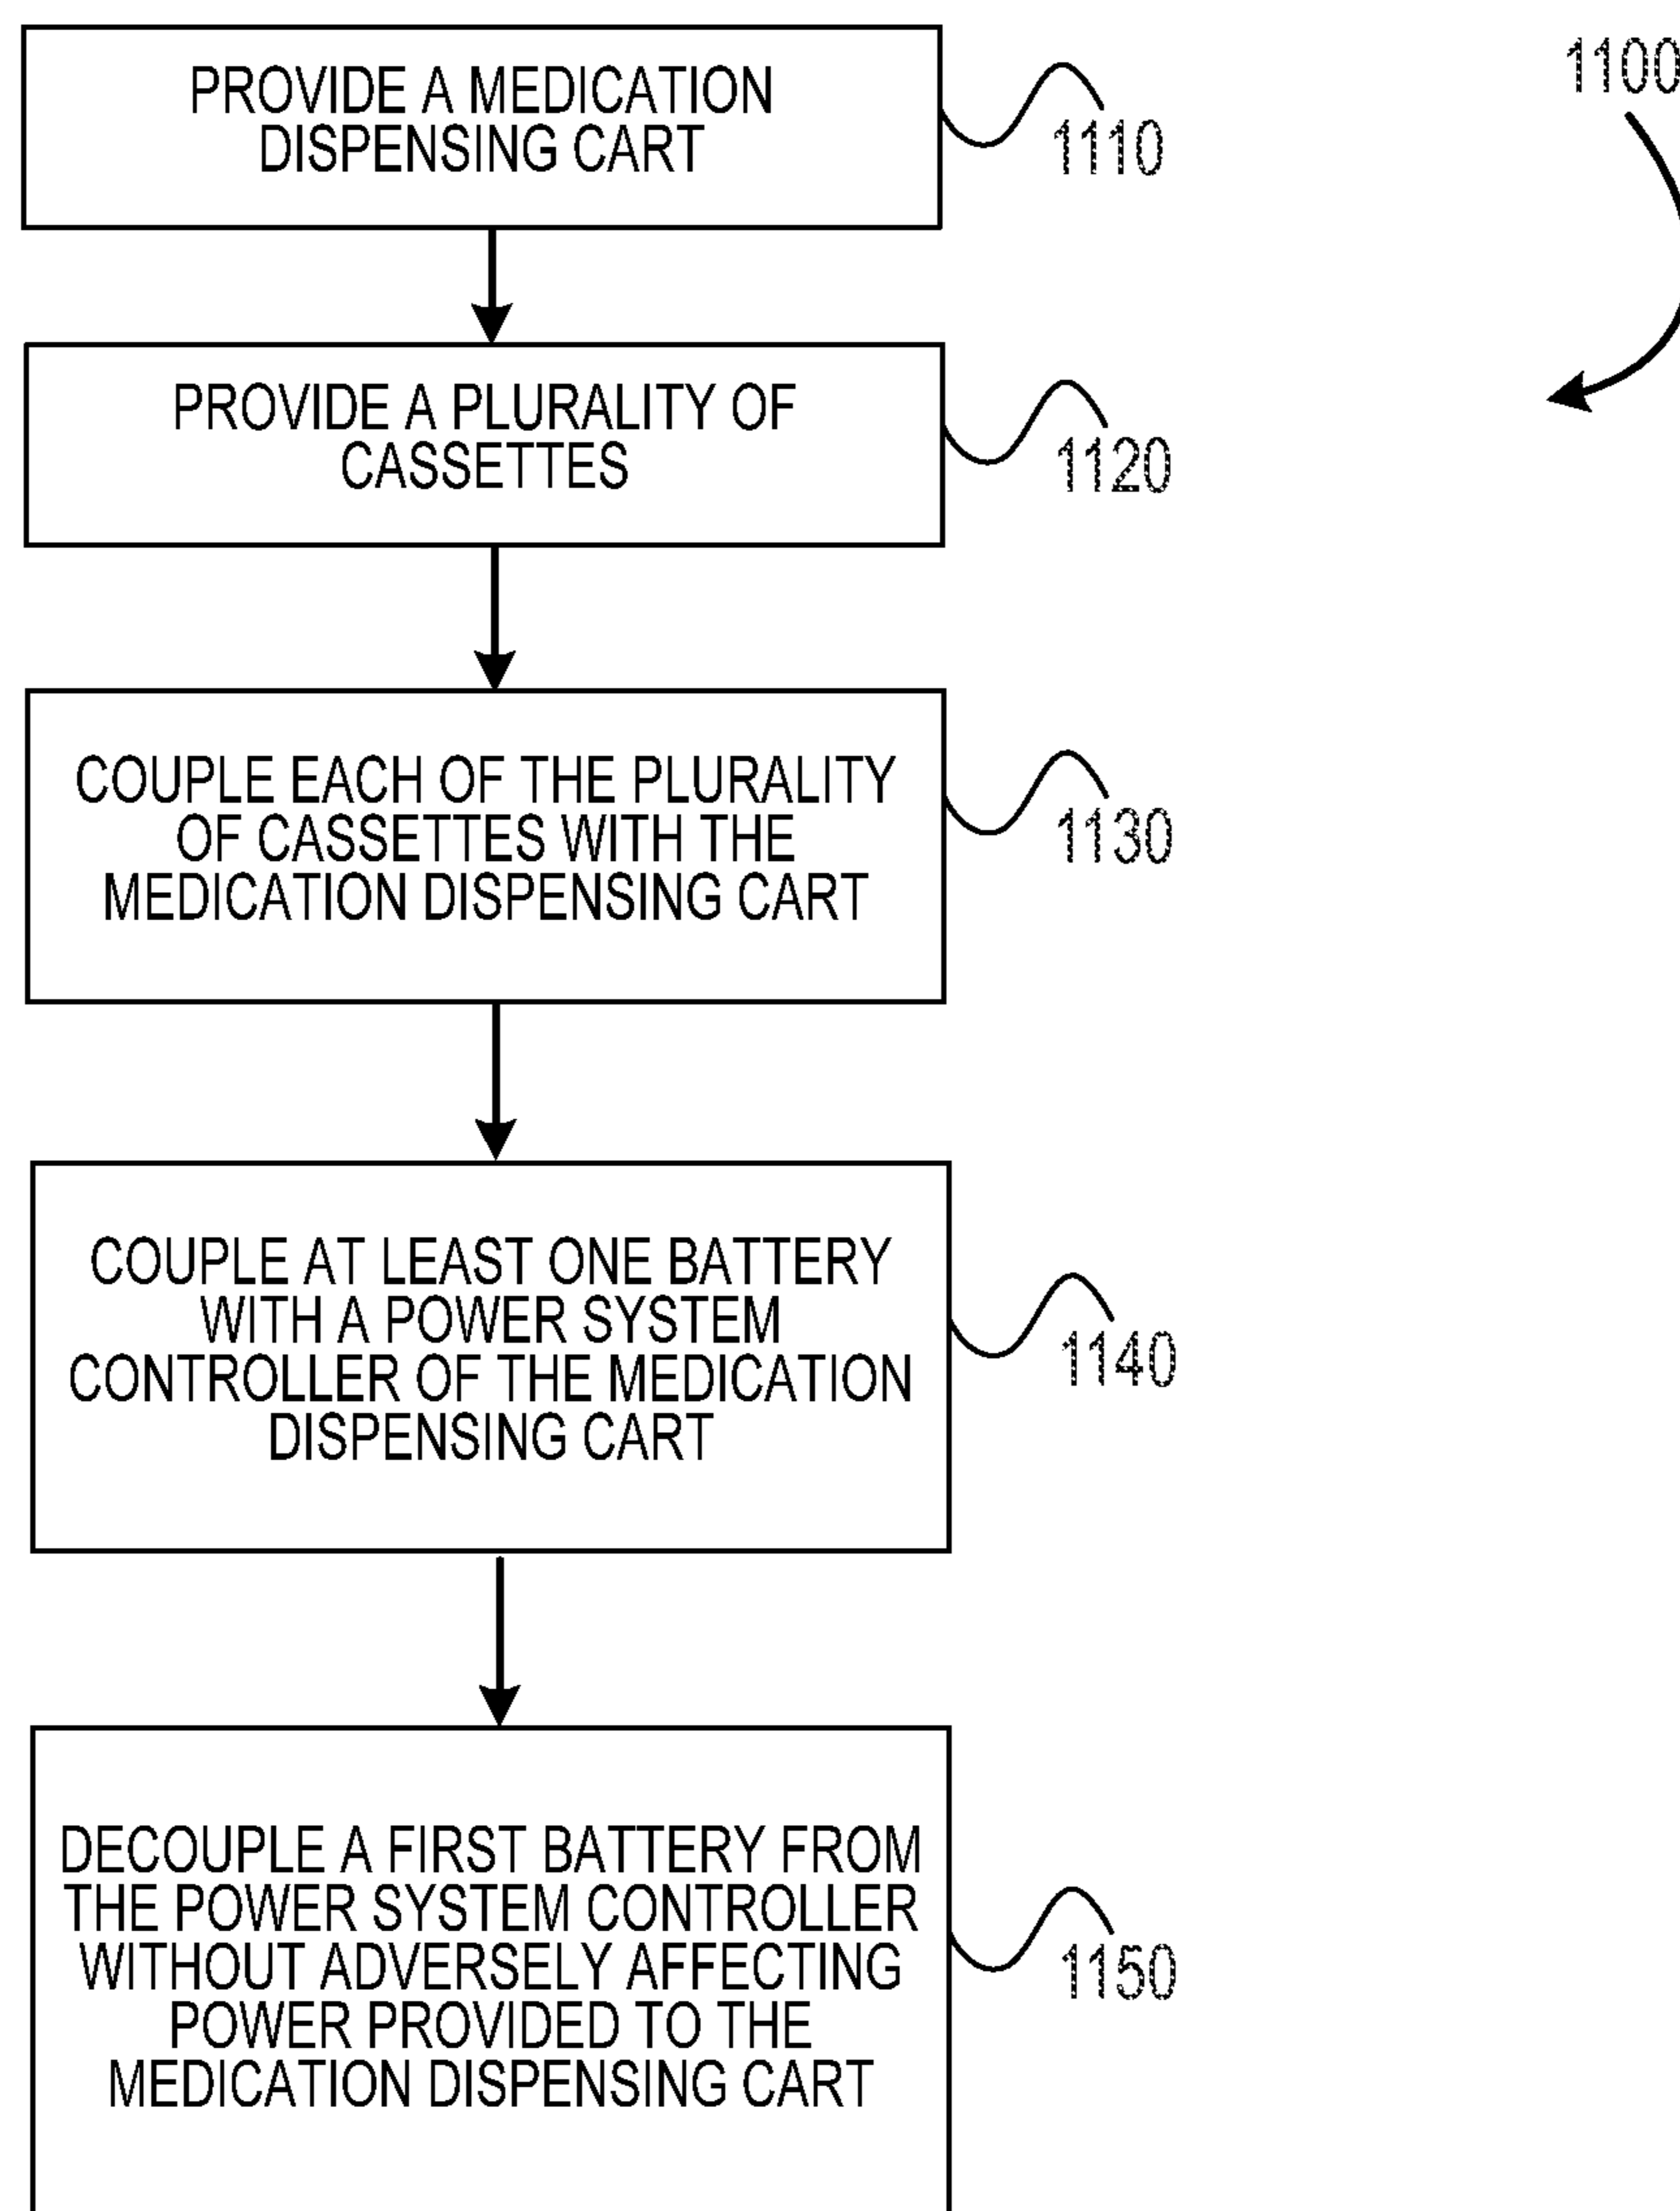 PROVIDE A MEDICATION
DISPENSING CART
1110
1100
PROVIDE A PLURALITY OF
CASSETTES
1120
COUPLE EACH OF THE PLURALITY
OF CASSETTES WITH THE
MEDICATION DISPENSING CART
1130
COUPLE AT LEAST ONE BATTERY
WITH A POWER SYSTEM
CONTROLLER OF THE MEDICATION
DISPENSING CART
1140
DECOUPLE A FIRST BATTERY FROM
THE POWER SYSTEM CONTROLLER
WITHOUT ADVERSELY AFFECTING
POWER PROVIDED TO THE
MEDICATION DISPENSING CART
1150